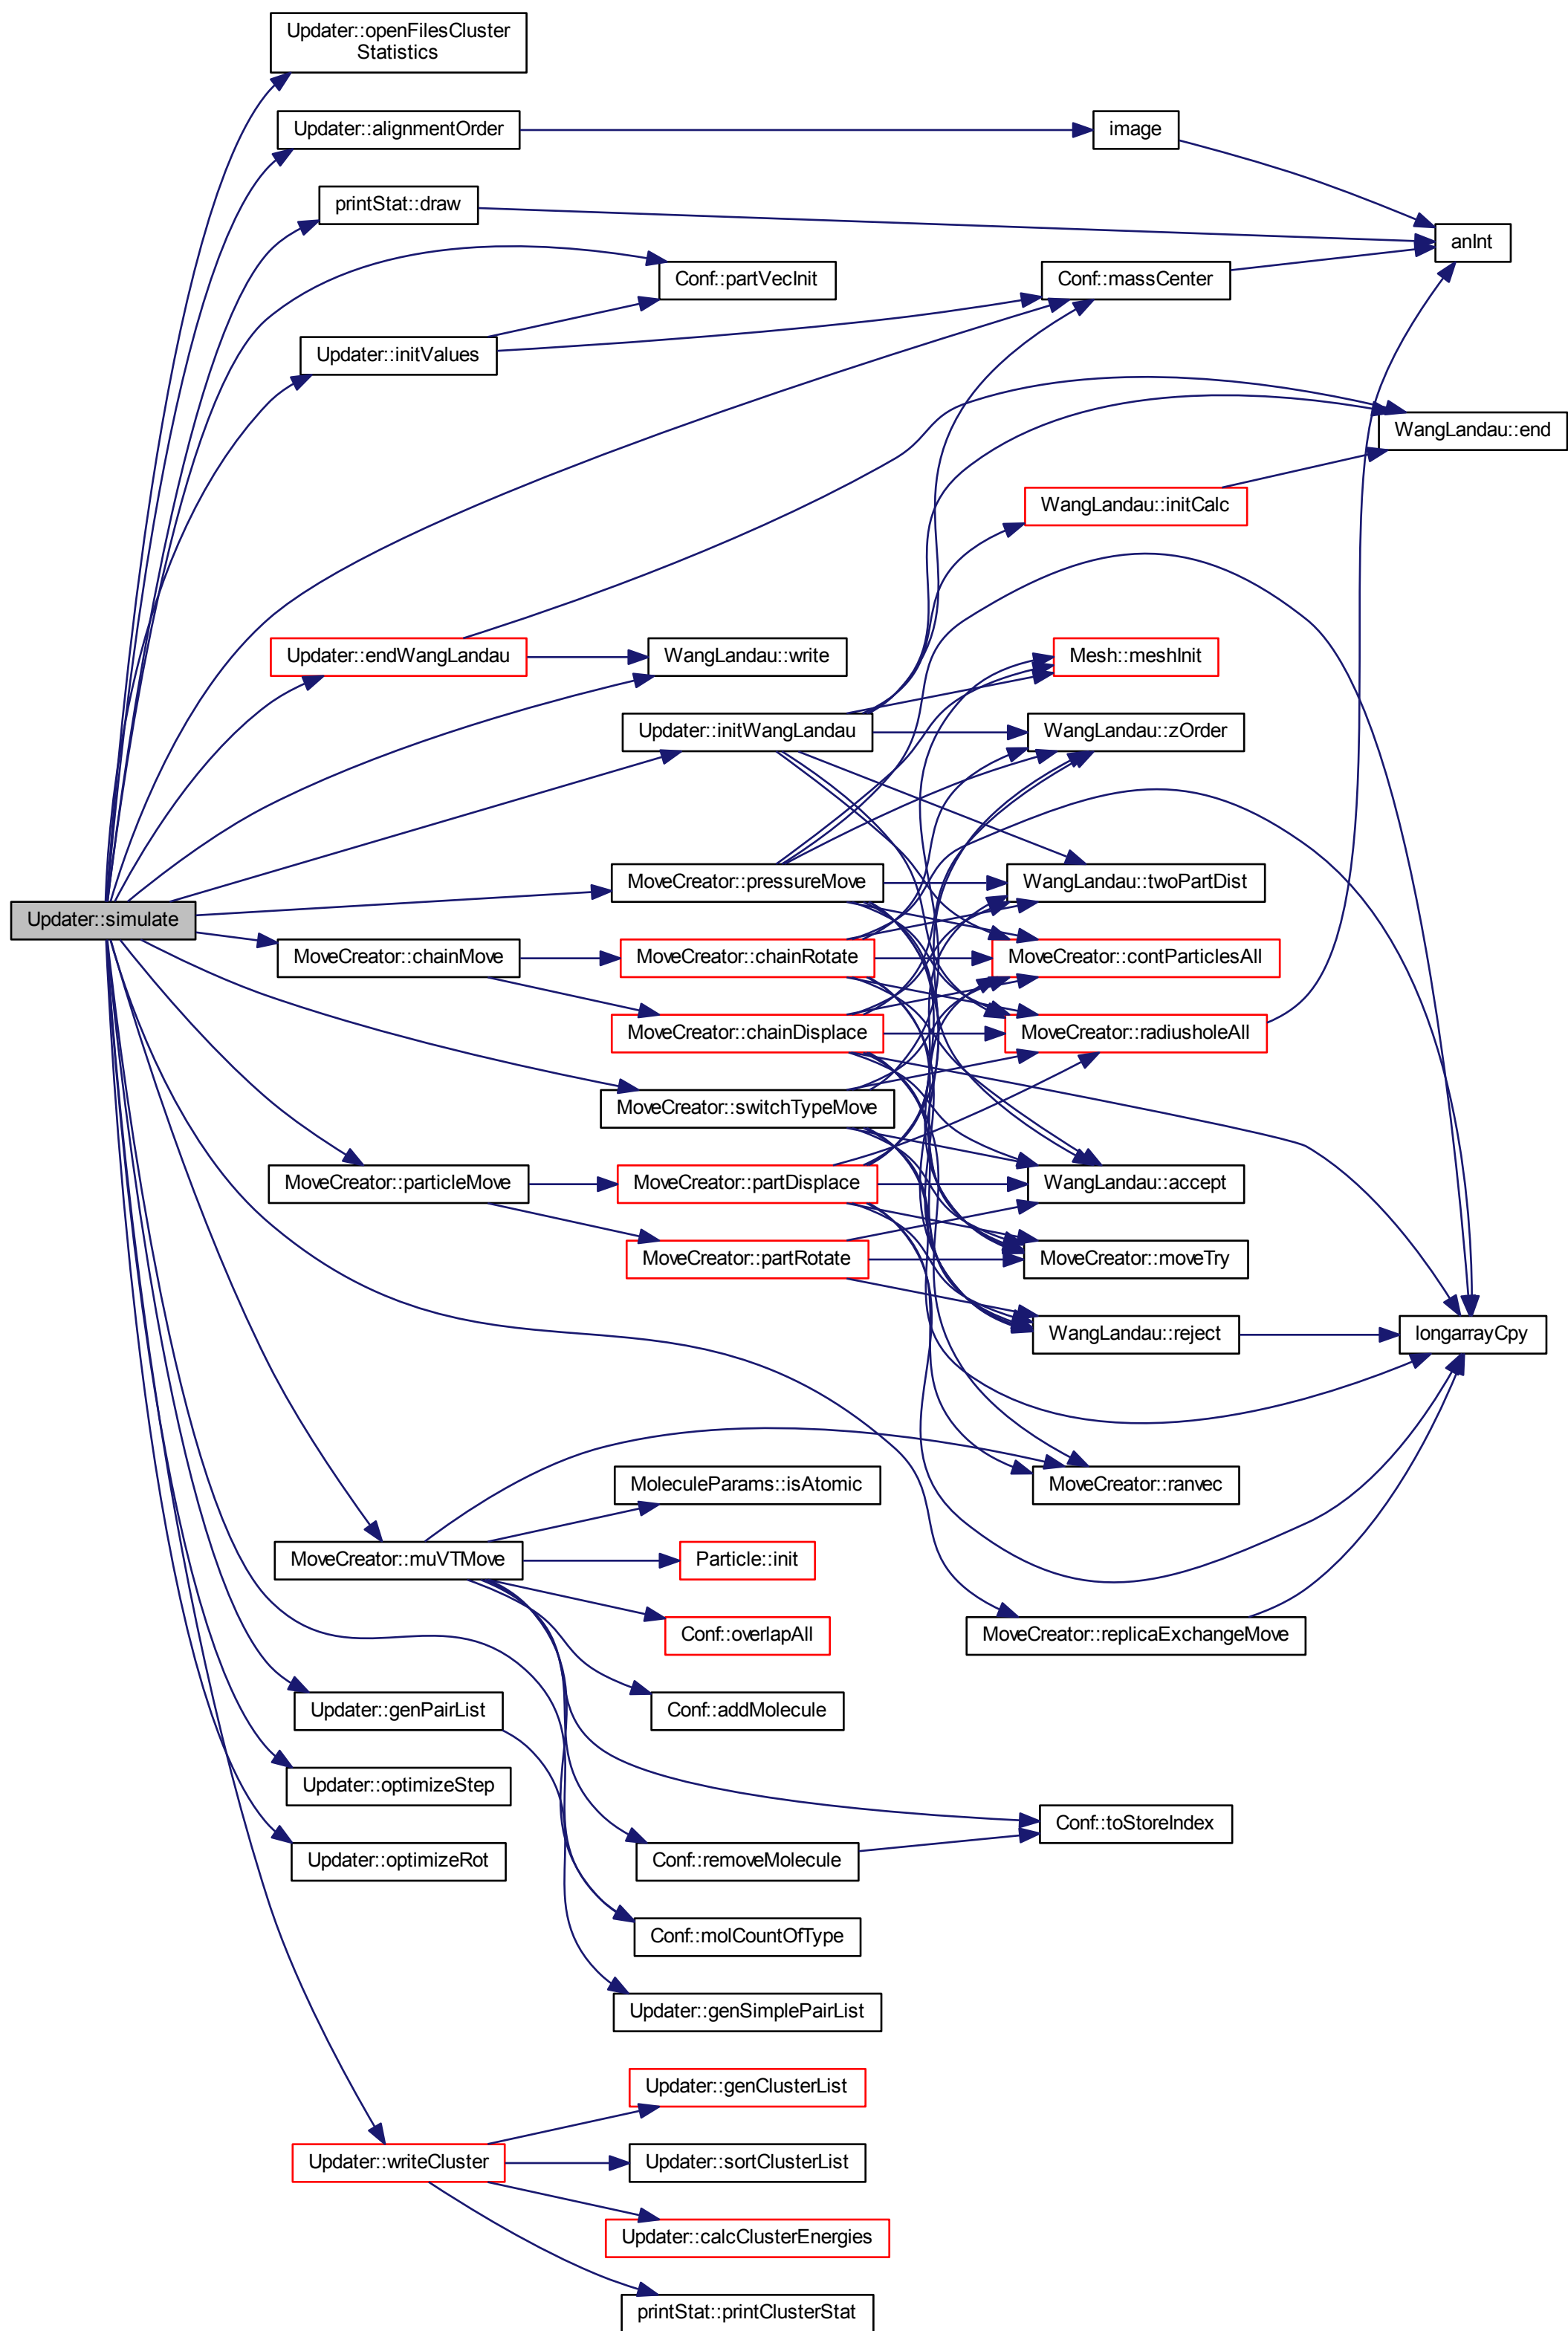 Updater::openFilesCluster
Statistics
Updater::alignmentOrder
image
printStat::draw
anInt
Conf::partVecInit
Conf::massCenter
Updater::initValues
WangLandau::end
WangLandau::initCalc
Updater::endWangLandau
WangLandau::write
Mesh::meshInit
Updater::initWangLandau
WangLandau::zOrder
MoveCreator::pressureMove
WangLandau::twoPartDist
Updater::simulate
MoveCreator::chainMove
MoveCreator::chainRotate
MoveCreator::contParticlesAll
MoveCreator::chainDisplace
MoveCreator::radiusholeAll
MoveCreator::switchTypeMove
MoveCreator::particleMove
MoveCreator::partDisplace
WangLandau::accept
MoveCreator::partRotate
MoveCreator::moveTry
WangLandau::reject
longarrayCpy
MoleculeParams::isAtomic
MoveCreator::ranvec
MoveCreator::muVTMove
Particle::init
Conf::overlapAll
MoveCreator::replicaExchangeMove
Updater::genPairList
Conf::addMolecule
Updater::optimizeStep
Conf::toStoreIndex
Updater::optimizeRot
Conf::removeMolecule
Conf::molCountOfType
Updater::genSimplePairList
Updater::genClusterList
Updater::writeCluster
Updater::sortClusterList
Updater::calcClusterEnergies
printStat::printClusterStat